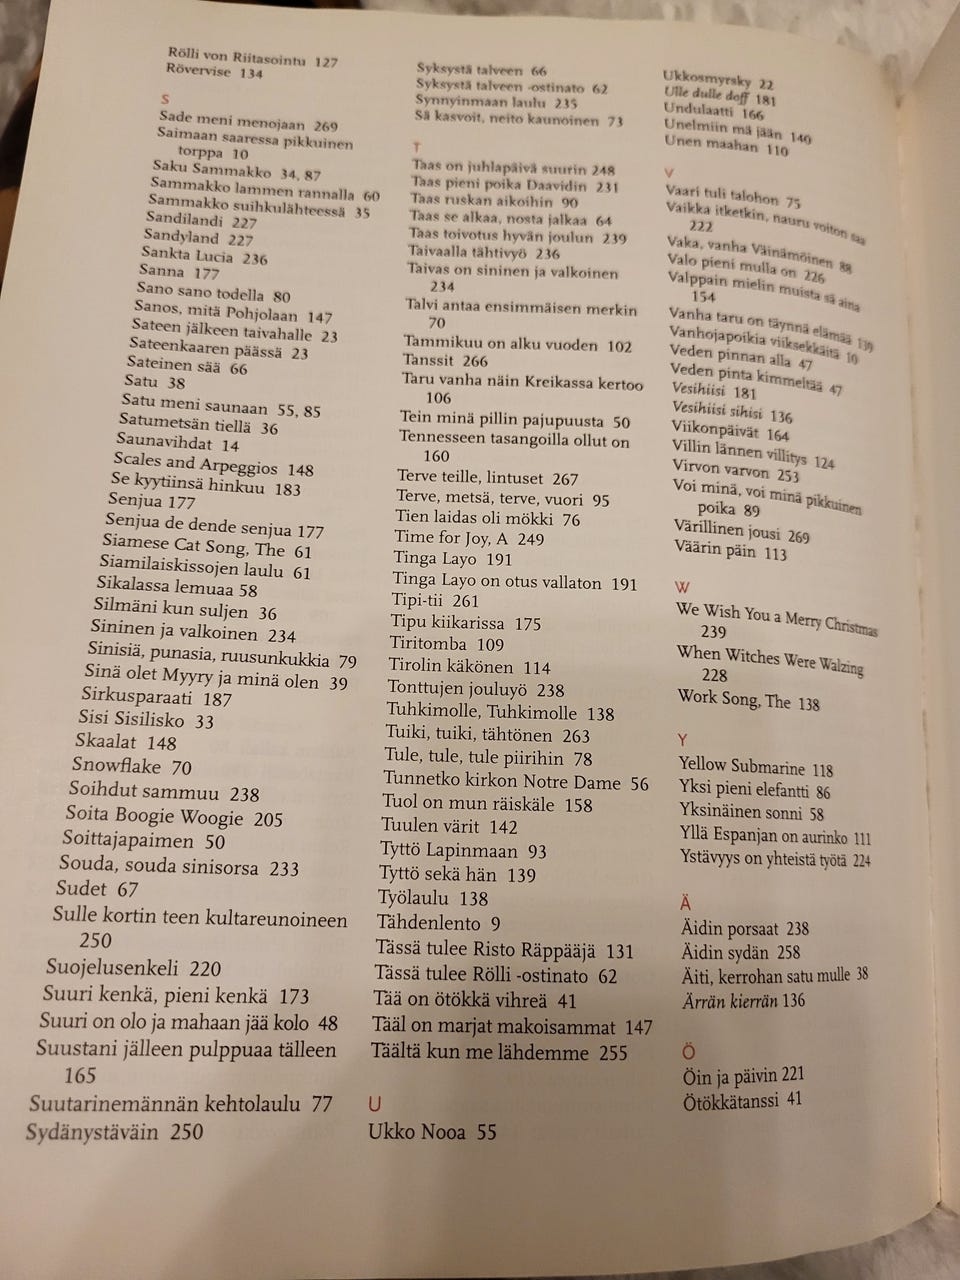 Rölli von Riitasointu 127
Rövervise 134
S
Sade meni menojaan 269
Saimaan saaressa pikkuinen
torppa 10
Saku Sammakko 34, 87
Sammakko lammen rannalla 60
Sammakko suihkulähteessä 35
Sandilandi 227
Sandyland 227
Sankta Lucia 236
Sanna 177
Sano sano todella 80
Sanos, mitä Pohjolaan 147
Sateen jälkeen taivahalle 23
Sateenkaaren päässä 23
Sateinen sää 66
Satu 38
Satu meni saunaan 55, 85
Satumetsän tiellä 36
Saunavihdat 14
Scales and Arpeggios 148
Se kyytiinsä hinkuu 183
Senjua 177
Senjua de dende senjua 177
Siamese Cat Song, The 61
Siamilaiskissojen laulu 61
Sikalassa lemuaa 58
Silmäni kun suljen 36
Sininen ja valkoinen 234
Sinisiä, punasia, ruusunkukkia 79
Sinä olet Myyry ja minä olen 39
Sirkusparaati 187
Sisi Sisilisko 33
Skaalat 148
Snowflake 70
Soihdut sammuu 238
Soita Boogie Woogie 205
Soittajapaimen 50
Souda, souda sinisorsa 233
Sudet 67
Sulle kortin teen kultareunoineen
250
Suojelusenkeli 220
Suuri kenkä, pieni kenkä 173
Suuri on olo ja mahaan jää kolo 48
Suustani jälleen pulppuaa tälleen
165
Suutarinemännän kehtolaulu 77
Sydänystäväin 250
Syksystä talveen 66
Syksystä talveen -ostinato 62
Synnyinmaan laulu 235
Sä kasvoit, neito kaunoinen 73
T
Taas on juhlapäivä suurin 248
Taas pieni poika Daavidin 231
Taas ruskan aikoihin 90
Taas se alkaa, nosta jalkaa 64
Taas toivotus hyvän joulun 239
Taivaalla tähtivyö 236
Taivas on sininen ja valkoinen
234
Talvi antaa ensimmäisen merkin
70
Tammikuu on alku vuoden 102
Tanssit 266
Taru vanha näin Kreikassa kertoo
106
Tein minä pillin pajupuusta 50
Tennesseen tasangoilla ollut on
160
Terve teille, lintuset 267
Terve, metsä, terve, vuori 95
Tien laidas oli mökki 76
Time for Joy, A 249
Tinga Layo 191
Tinga Layo on otus vallaton 191
Tipi-tii 261
Tipu kiikarissa 175
Tiritomba 109
Tirolin käkönen 114
Tonttujen jouluyö 238
Tuhkimolle, Tuhkimolle 138
Tuiki, tuiki, tähtönen 263
Tule, tule, tule piirihin 78
Tunnetko kirkon Notre Dame 56
Tuol on mun räiskäle 158
Tuulen värit 142
Tyttö Lapinmaan 93
Tyttö sekä hän 139
Työlaulu 138
Tähdenlento 9
Tässä tulee Risto Räppääjä 131
Tässä tulee Rölli -ostinato 62
Tää on ötökkä vihreä 41
Tääl on marjat makoisammat 147
Täältä kun me lähdemme 255
U
Ukko Nooa 55
Ukkosmyrsky 22
Ulle dulle doff 181
Undulaatti 166
Unelmiin mä jään 140
Unen maahan 110
V
Vaari tuli talohon 75
Vaikka itketkin, nauru voiton saa
222
Vaka, vanha Väinämöinen 88
Valo pieni mulla on 226
Valppain mielin muista sä aina
154
Vanha taru on täynnä elämää 139
Vanhojapoikia viiksekkäitä 10
Veden pinnan alla 47
Veden pinta kimmeltää 47
Vesihiisi 181
Vesihiisi sihisi 136
Viikonpäivät 164
Villin lännen villitys 124
Virvon varvon 253
Voi minä, voi minä pikkuinen
poika 89
Värillinen jousi 269
Väärin päin 113
W
We Wish You a Merry Christmas
239
When Witches Were Walzing
228
Work Song, The 138
Y
Yellow Submarine 118
Yksi pieni elefantti 86
Yksinäinen sonni 58
Yllä Espanjan on aurinko 111
Ystävyys on yhteistä työtä 224
Ä
Äidin porsaat 238
Äidin sydän 258
Äiti, kerrohan satu mulle 38
Ärrän kierrän 136
Ö
Öin ja päivin 221
Ötökkätanssi 41